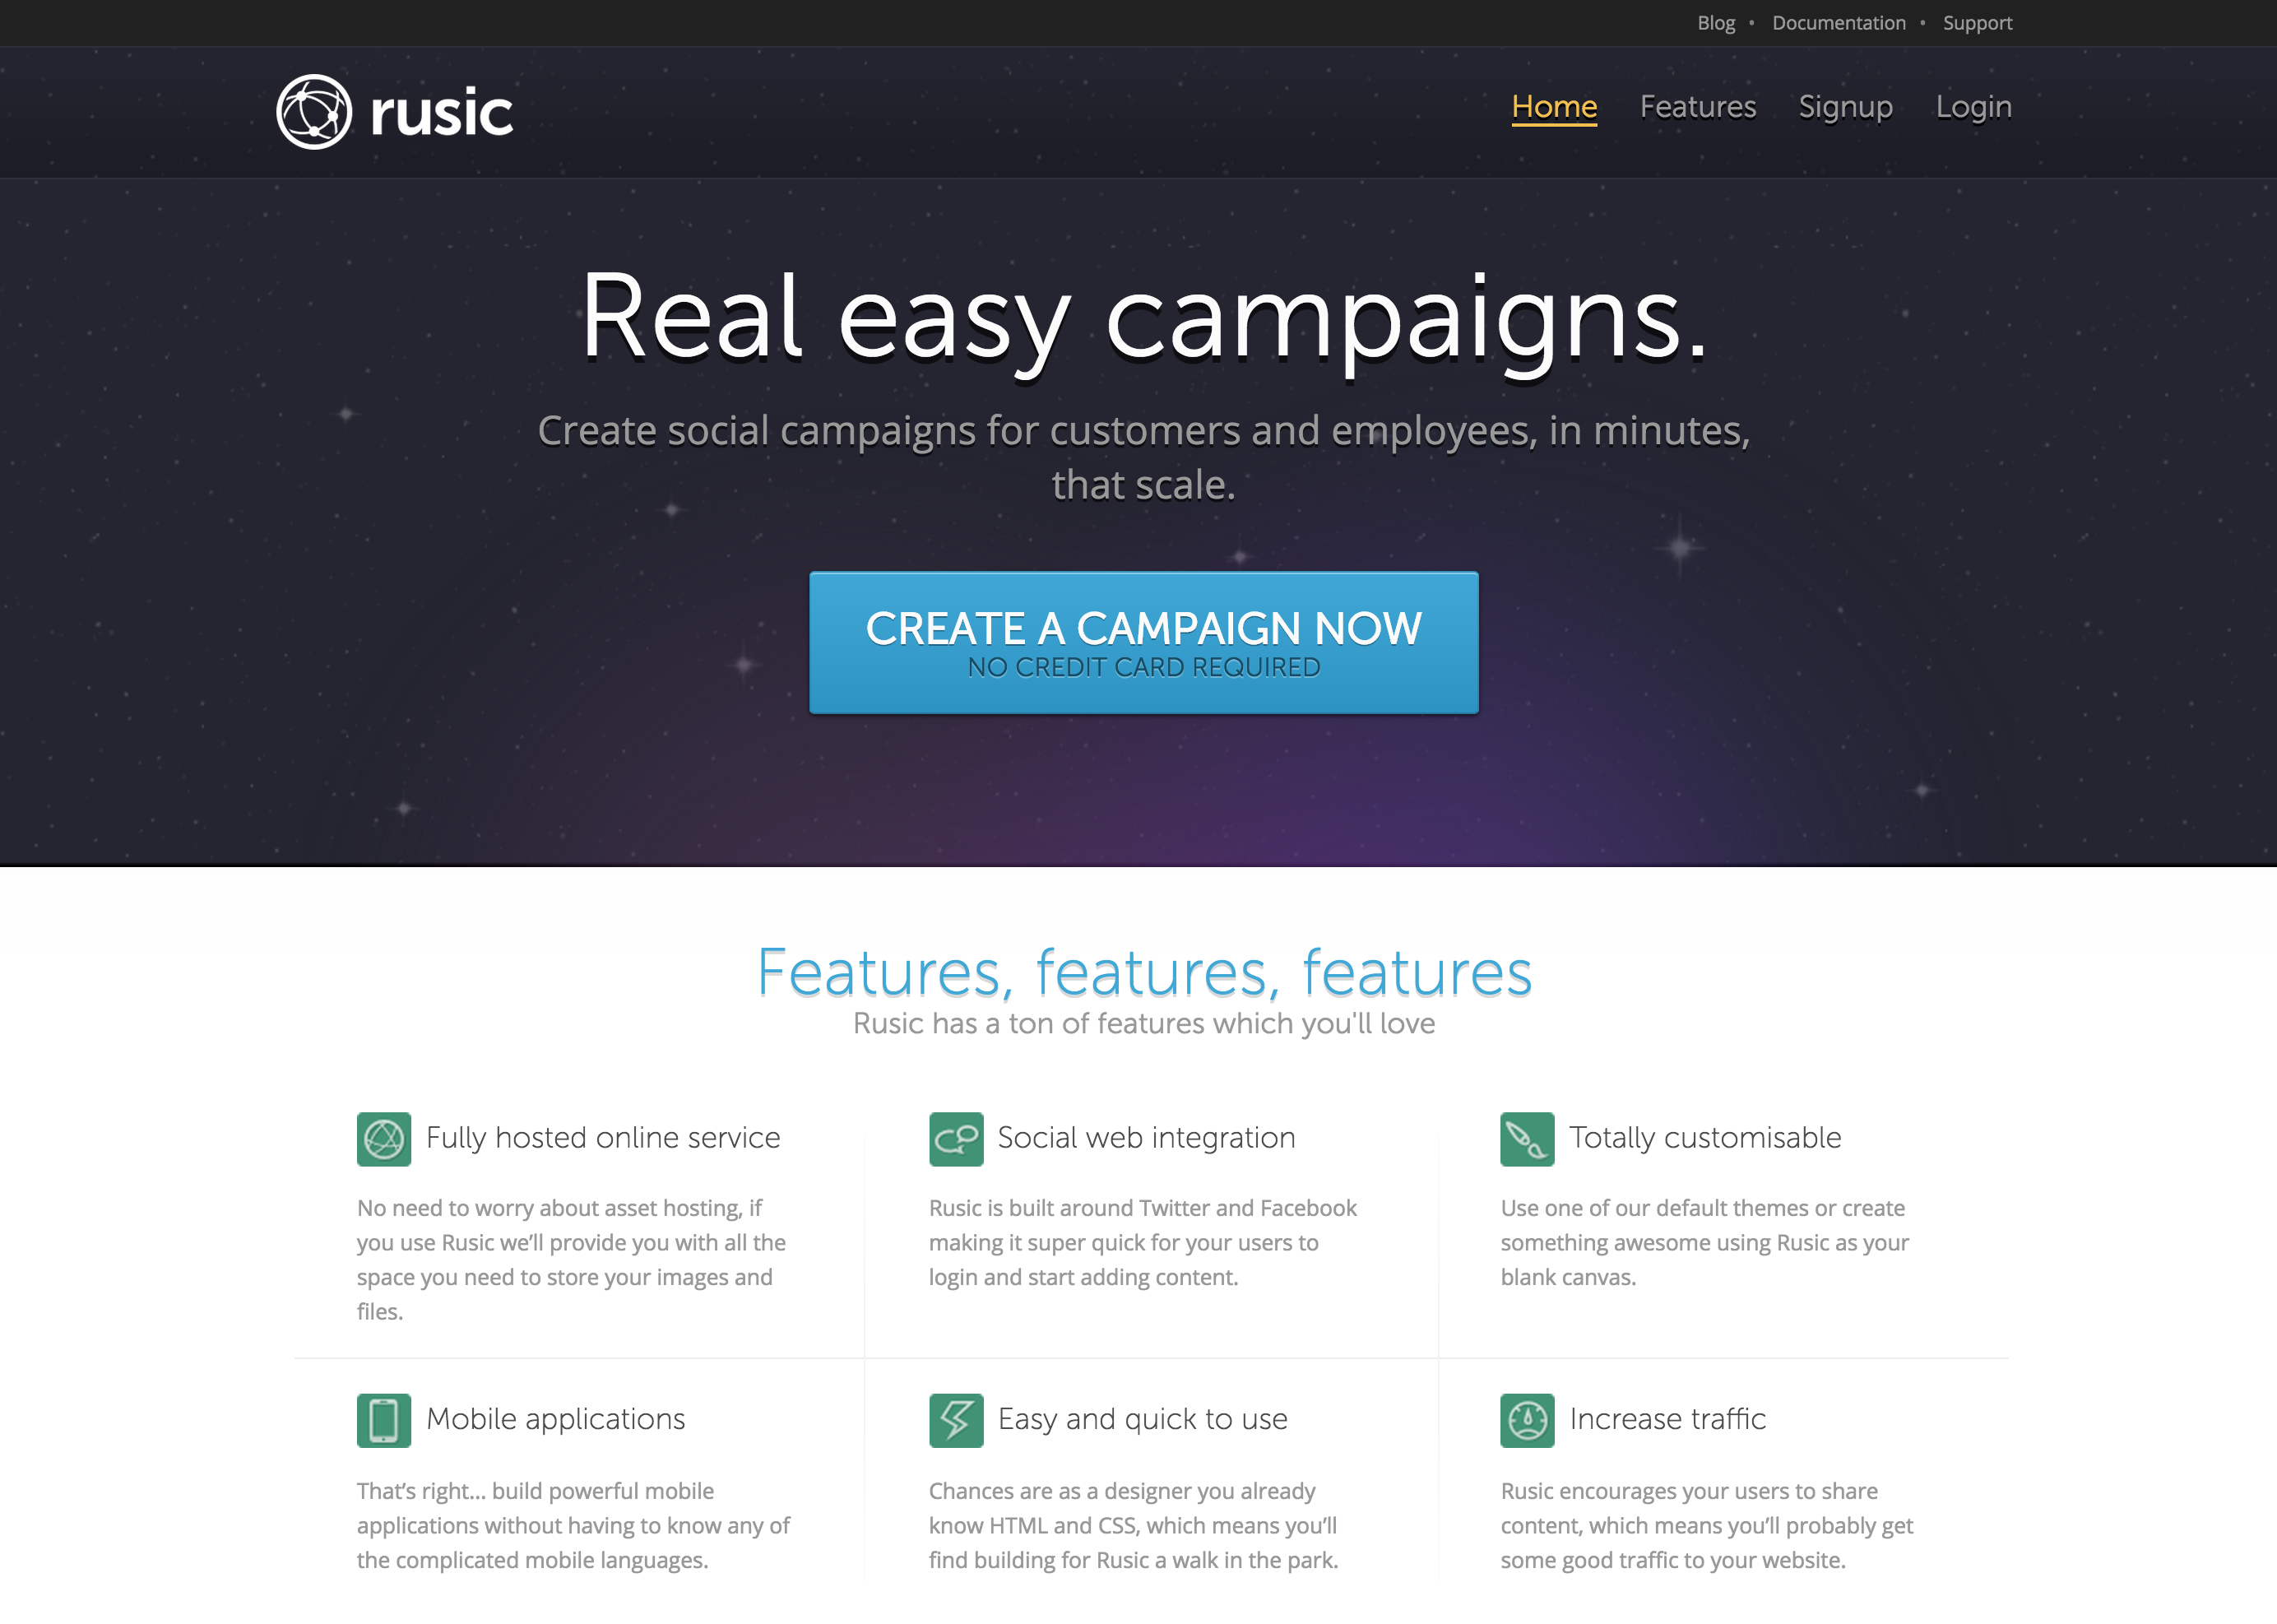 Blog • Documentation • Support
rusic
Home Features Signup Login
Real easy campaigns.
Create social campaigns for customers and employees, in minutes,
that scale.
CREATE A CAMPAIGN NOW
NO CREDIT CARD REQUIRED
Features, features, features
Rusic has a ton of features which you'll love
Fully hosted online service
No need to worry about asset hosting, if
you use Rusic we’ll provide you with all the
space you need to store your images and
files.
Social web integration
Rusic is built around Twitter and Facebook
making it super quick for your users to
login and start adding content.
Totally customisable
Use one of our default themes or create
something awesome using Rusic as your
blank canvas.
Mobile applications
That’s right... build powerful mobile
applications without having to know any of
the complicated mobile languages.
Easy and quick to use
Chances are as a designer you already
know HTML and CSS, which means you’ll
find building for Rusic a walk in the park.
Increase traffic
Rusic encourages your users to share
content, which means you’ll probably get
some good traffic to your website.